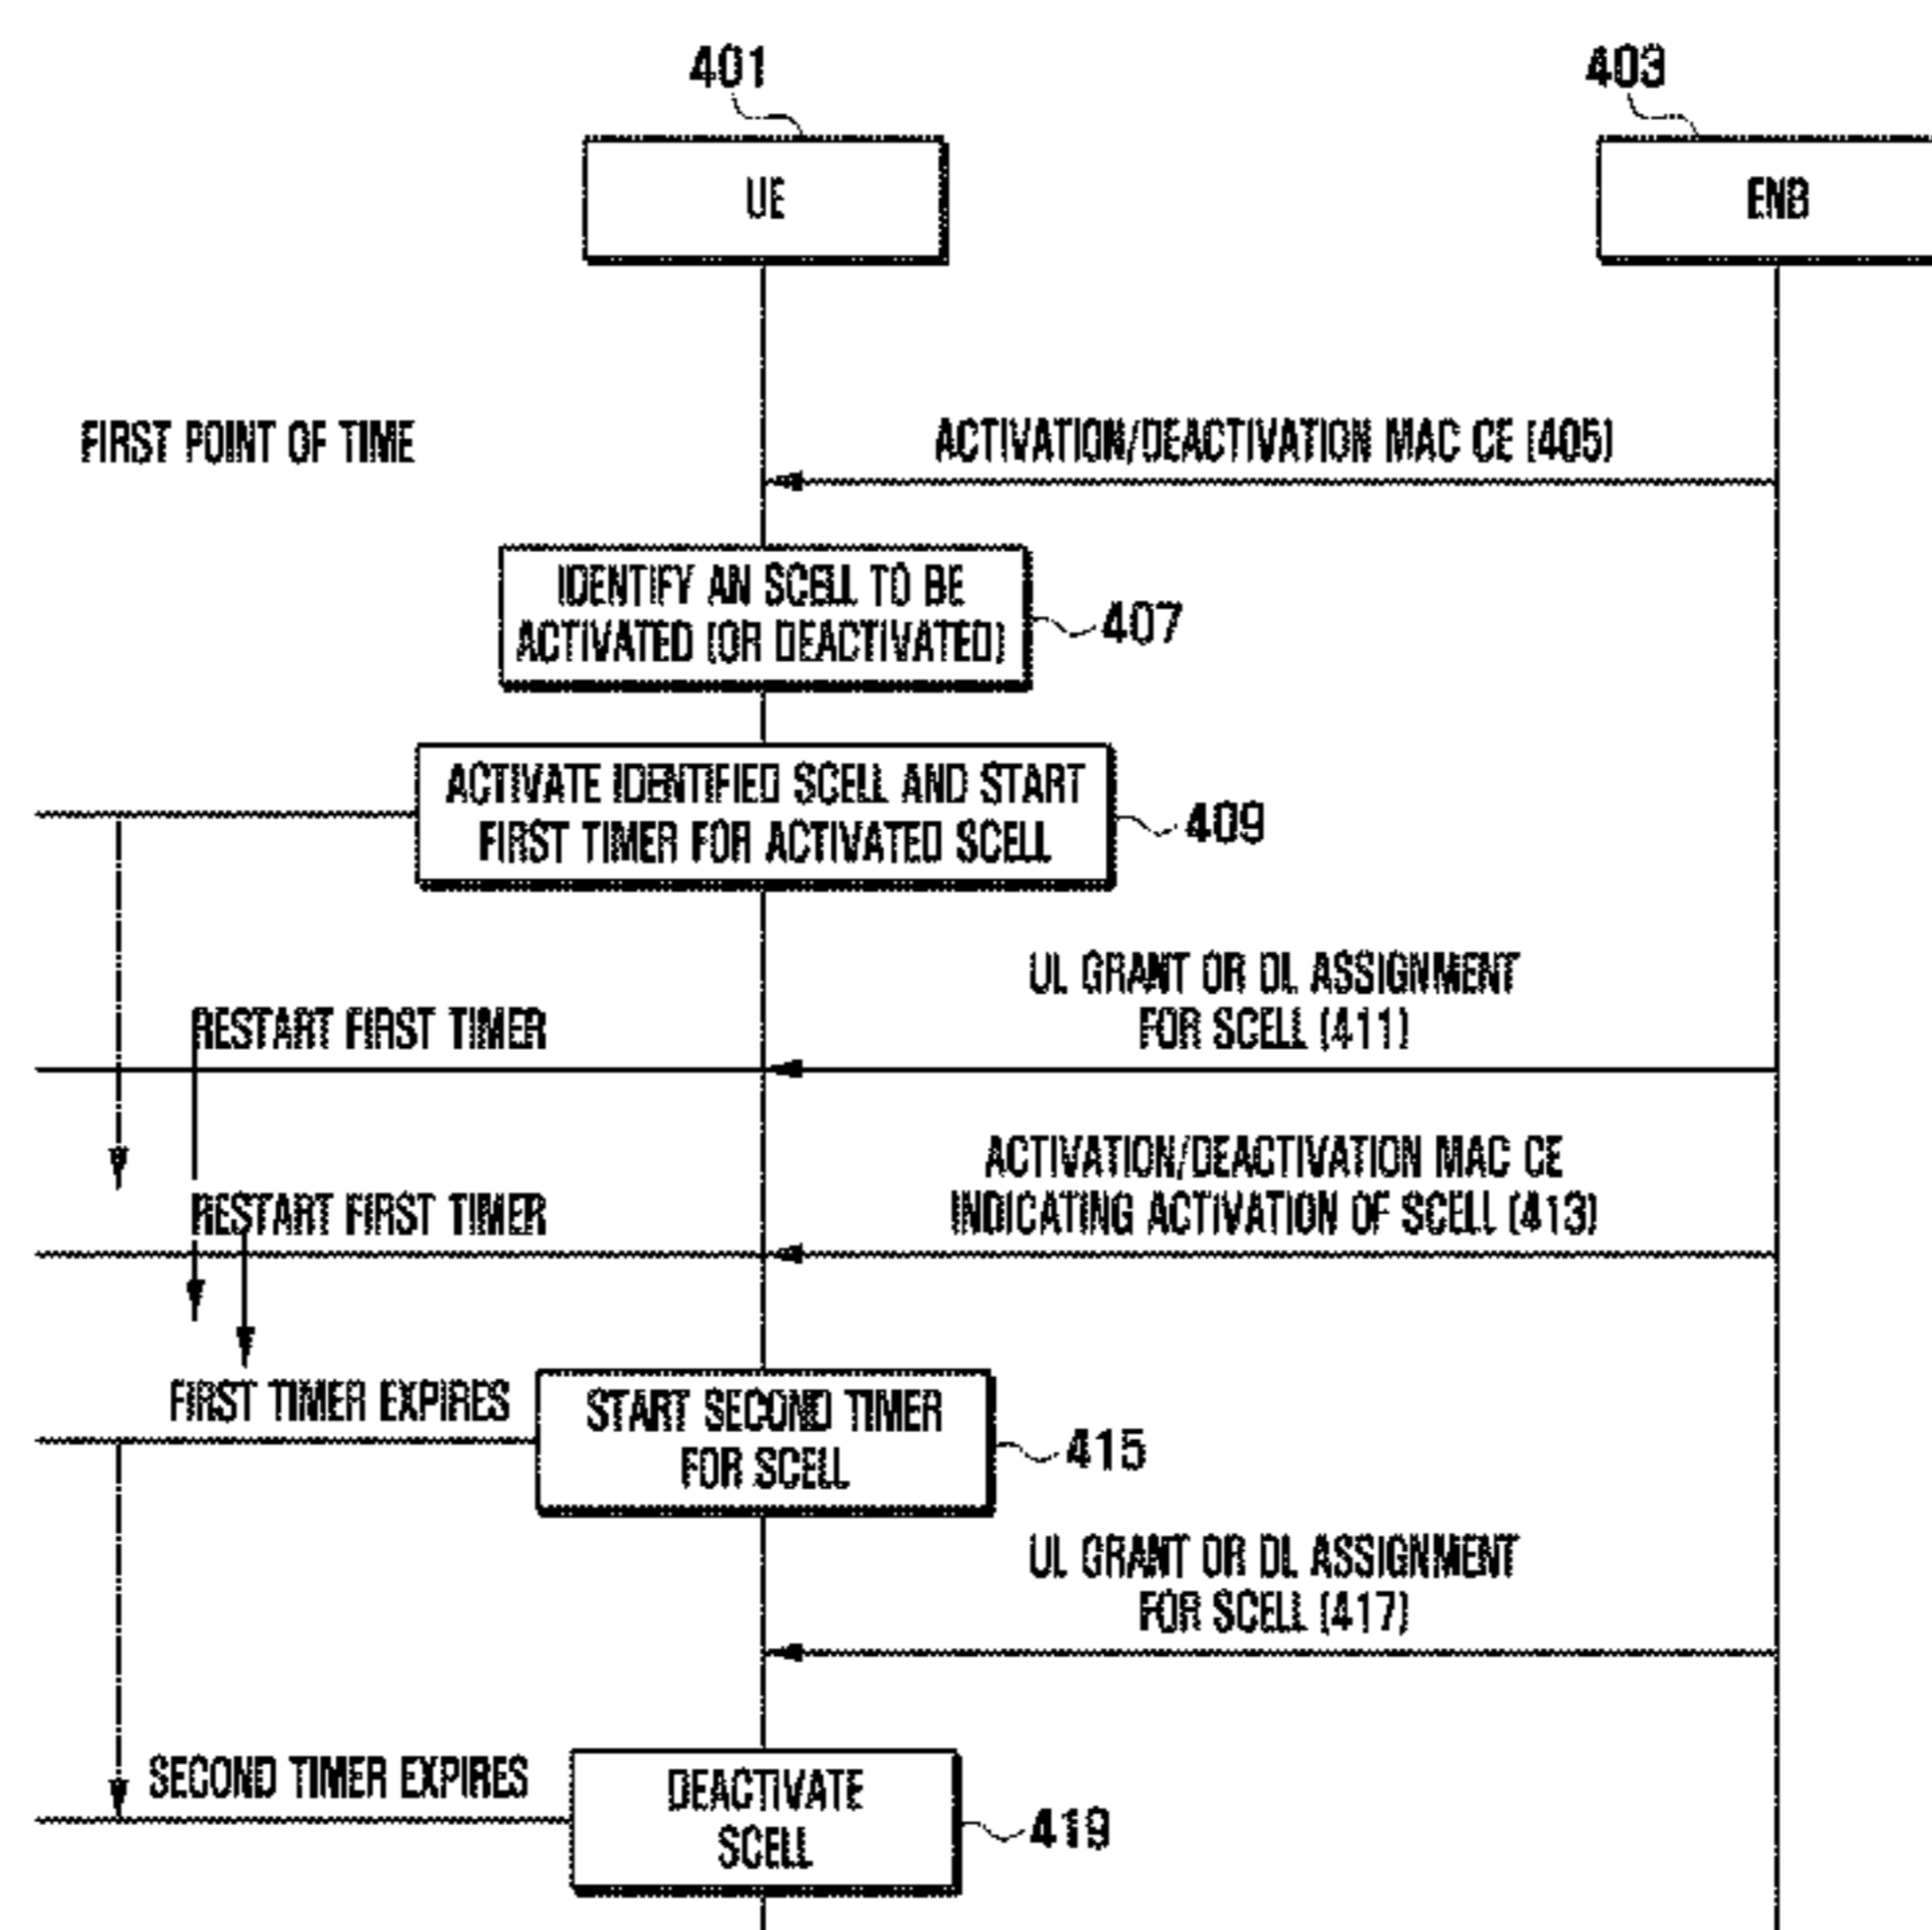 401
403
UE
ENB
FIRST POINT OF TIME
ACTIVATION/DEACTIVATION MAC CE (405)
IDENTIFY AN SCELL TO BE
ACTIVATED (OR DEACTIVATED)
407
ACTIVATE IDENTIFIED SCELL AND START
FIRST TIMER FOR ACTIVATED SCELL
409
UL GRANT OR DL ASSIGNMENT
FOR SCELL (411)
RESTART FIRST TIMER
ACTIVATION/DEACTIVATION MAC CE
INDICATING ACTIVATION OF SCELL (413)
RESTART FIRST TIMER
FIRST TIMER EXPIRES
START SECOND TIMER
FOR SCELL
415
UL GRANT OR DL ASSIGNMENT
FOR SCELL (417)
SECOND TIMER EXPIRES
DEACTIVATE
SCELL
419